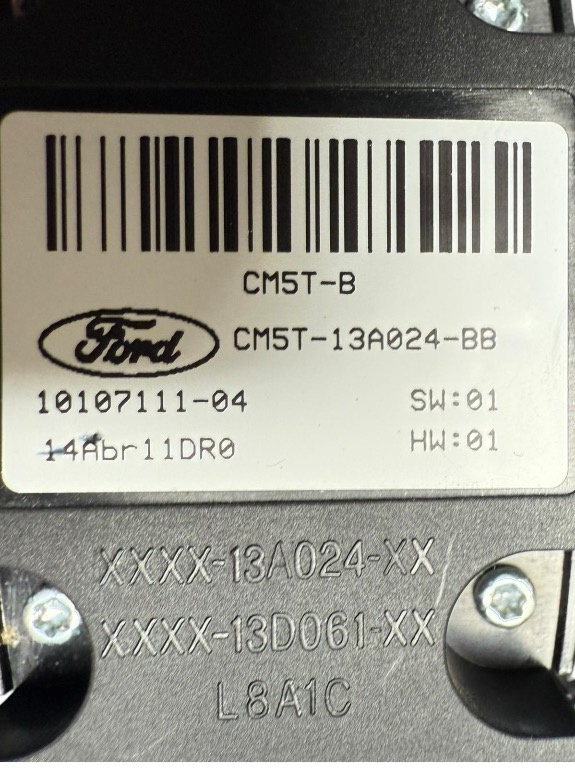 CM5T-B
Ford CM5T-13A024-BB
10107111-04 SW:01
14Abr11DR0 HW:01
XXXX-13A024-XX
XXXX-13D061-XX
L8A1C